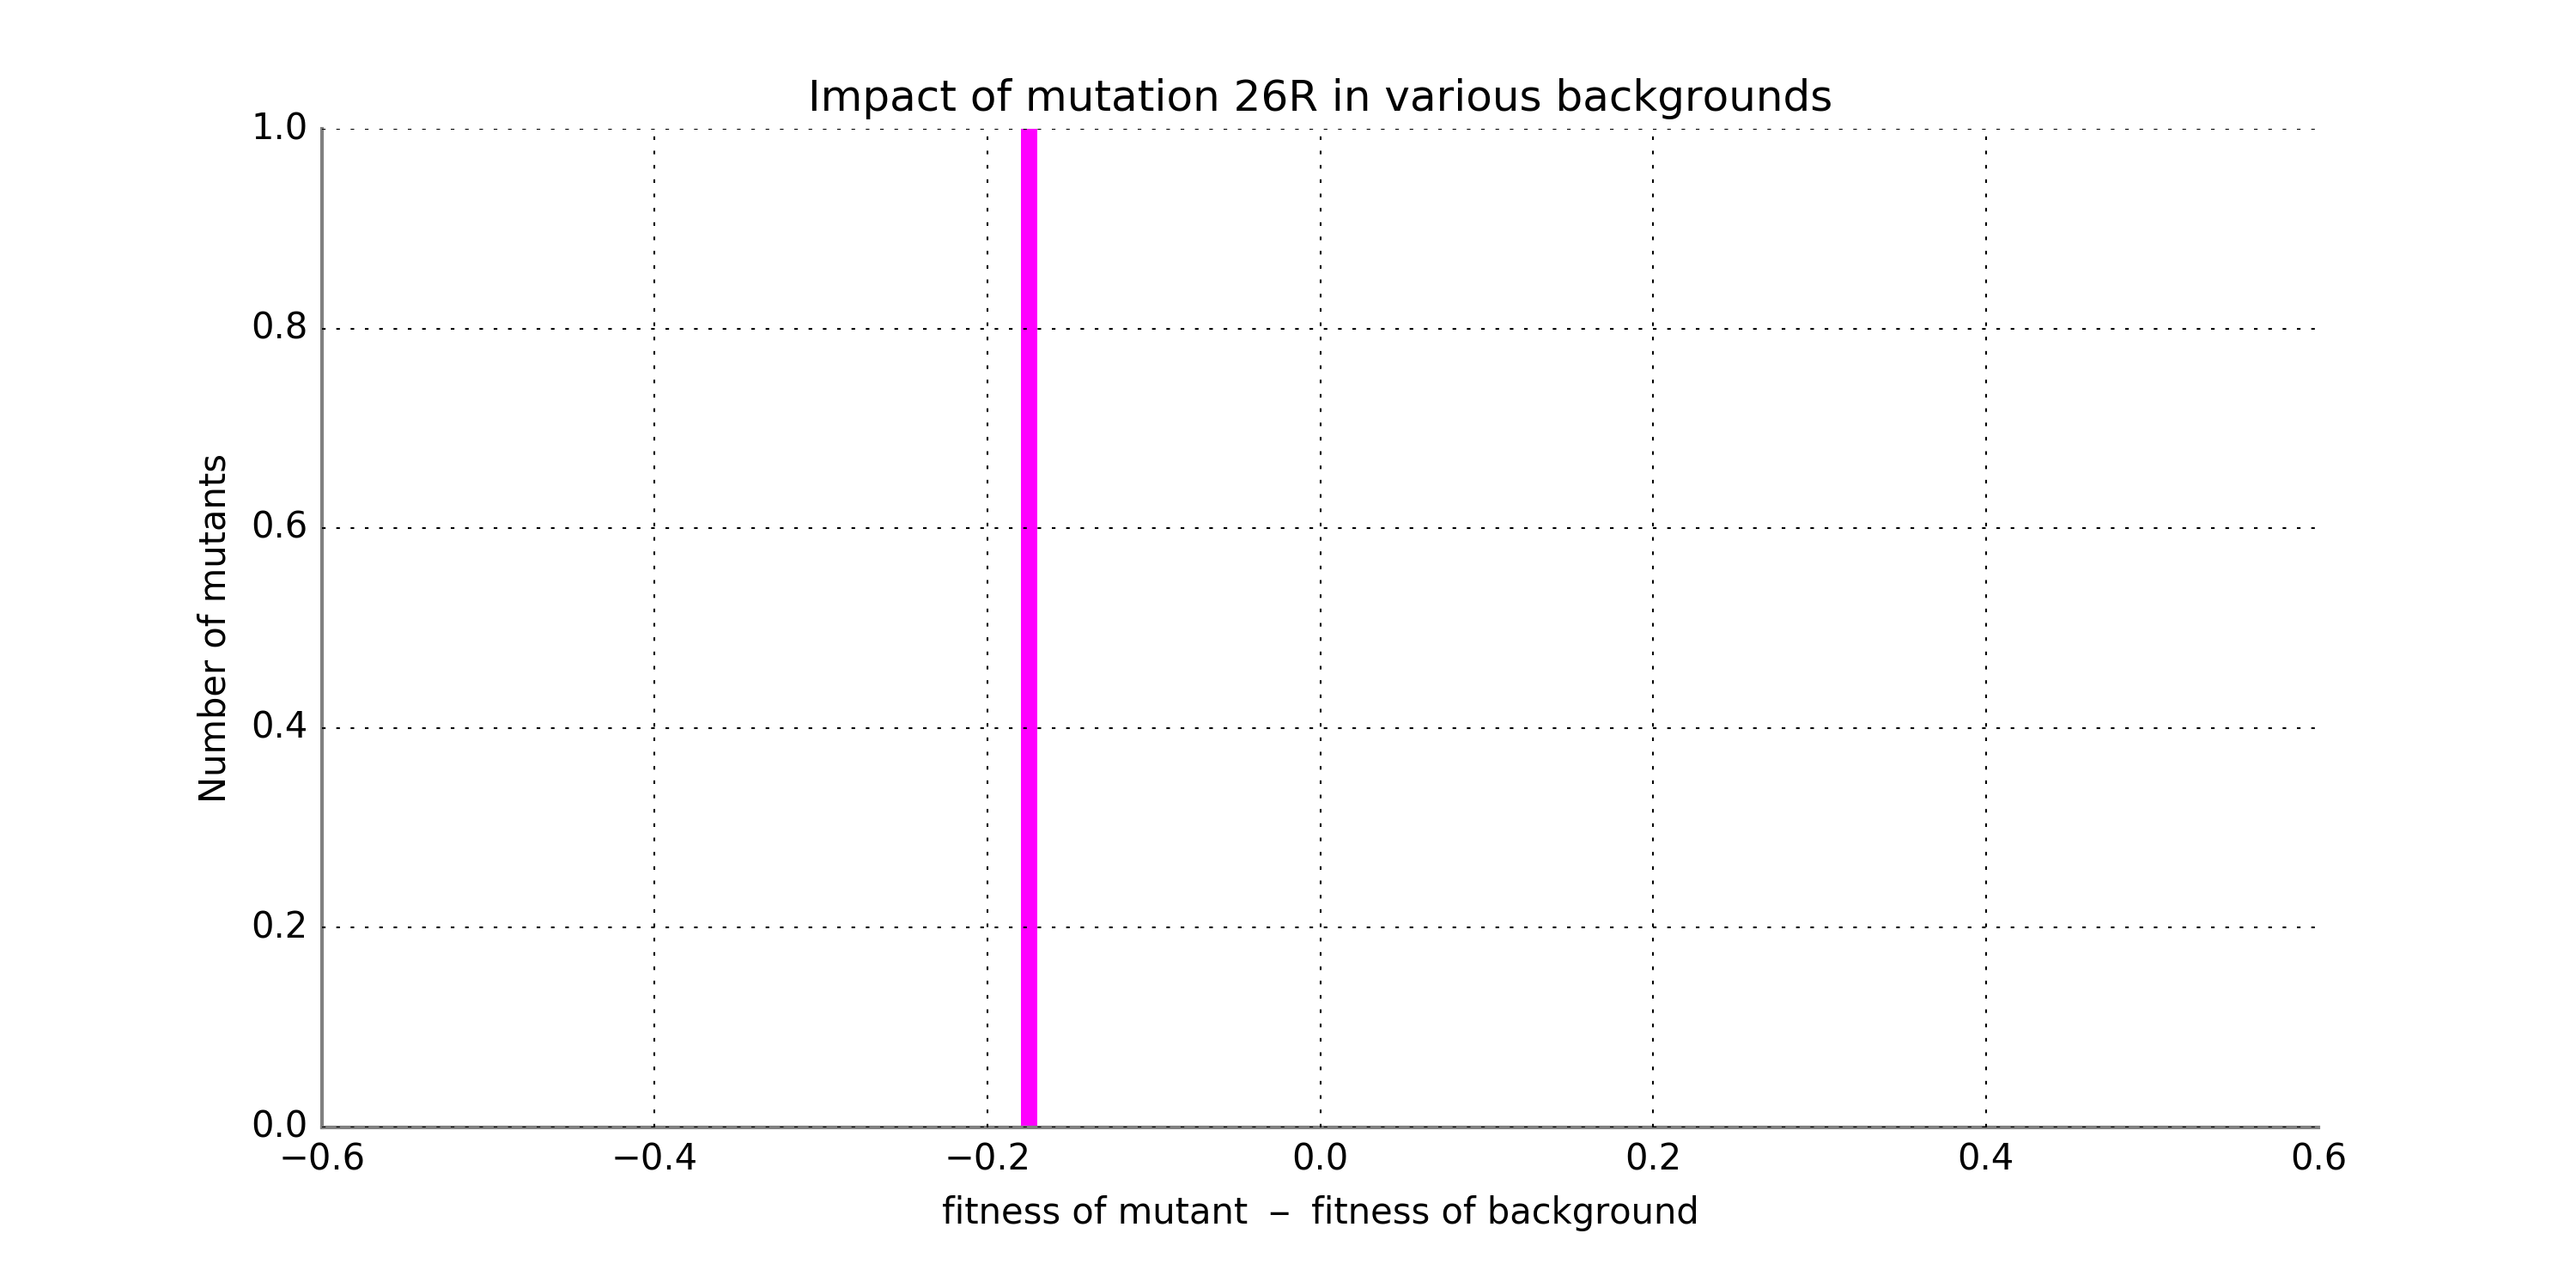 Impact of mutation 26R in various backgrounds
1.0
0.8
0.6
0.4
0.2
0.0
Number of mutants
−0.6 −0.4 −0.2 0.0 0.2 0.4 0.6
fitness of mutant − fitness of background